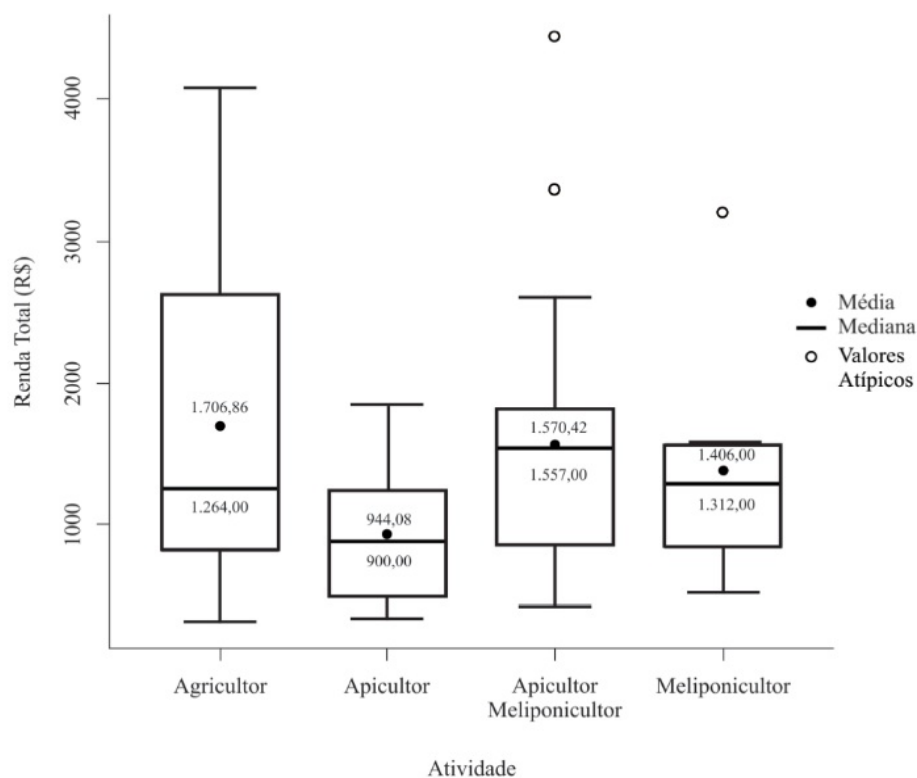 4000
3000
2000
1000
Renda Total (R$)
1.706,86
1.264,00
944,08
900,00
1.570,42
1.557,00
1.406,00
1.312,00
Média
Mediana
Valores
Atípicos
Agricultor
Apicultor
Apicultor
Meliponicultor
Meliponicultor
Atividade